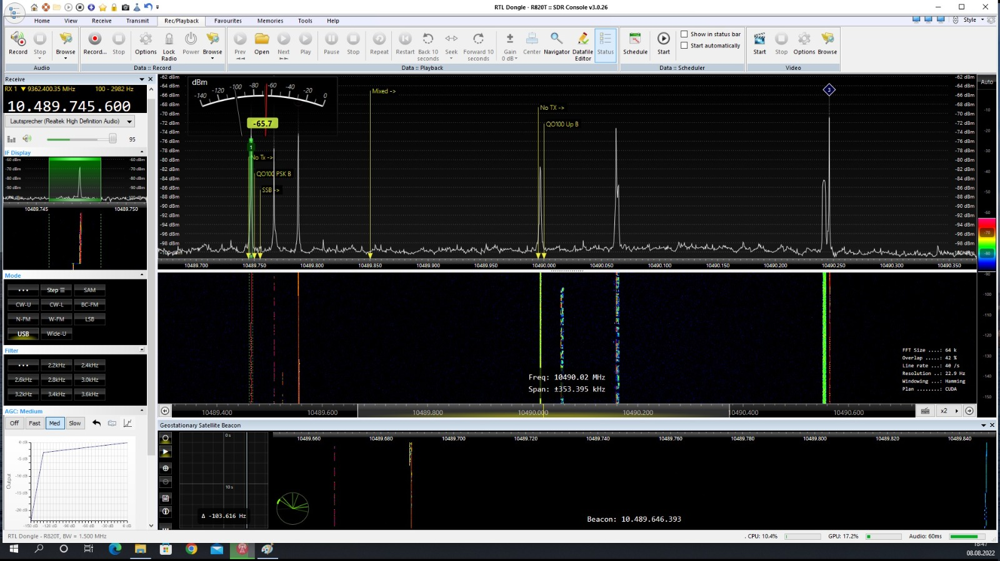 RTL Dongle - R820T :: SDR Console v3.0.26
Home View Receive Transmit Rec/Playback Favourites Memories Tools Help
Style
Record Stop Browse
Audio
Record... Stop Options Lock Radio Power Browse
Data :: Record
Prev Open Next Play Pause Stop Repeat Restart Back 10 seconds Seek Forward 10 seconds Gain 0 dB Center Navigator Datafile Editor Status
Data :: Playback
Schedule Start
Show in status bar
Start automatically
Data :: Scheduler
Start Stop Options Browse
Video
Receive
RX 1 ▼ 9362.400.35 MHz 100 - 2982 Hz
10.489.745.600
Lautsprecher (Realtek High Definition Audio)
95
IF Display
-60 dBm -60 dBm
-70 dBm -70 dBm
-80 dBm -80 dBm
-90 dBm -90 dBm
10489.745 10489.750
Mode
... Step SAM
CW-U CW-L BC-FM
N-FM W-FM LSB
USB Wide-U
Filter
... 2.2kHz 2.4kHz
2.6kHz 2.8kHz 3.0kHz
3.2kHz 3.4kHz 3.6kHz
AGC: Medium
Off Fast Med Slow
0 dB
-5 dB
-10 dB
-15 dB
-20 dB
Output
-150 dB -120 dB -90 dB -60 dB -30 dB 0 dB
dBm
-140 -120 -100 -80 -60 -40 -20 0
-65.7
-62 dBm -62 dBm
-64 dBm -64 dBm
-66 dBm -66 dBm
-68 dBm -68 dBm
-70 dBm -70 dBm
-72 dBm -72 dBm
-74 dBm -74 dBm
-76 dBm -76 dBm
-78 dBm -78 dBm
-80 dBm -80 dBm
-82 dBm -82 dBm
-84 dBm -84 dBm
-86 dBm -86 dBm
-88 dBm -88 dBm
-90 dBm -90 dBm
-92 dBm -92 dBm
-94 dBm -94 dBm
-96 dBm -96 dBm
-98 dBm -98 dBm
Mixed ->
No TX ->
QO100 Up B
3
1
No Tx ->
QO100 PSK B
SSB ->
10489.700 10489.750 10489.800 10489.850 10489.900 10489.950 10490.000 10490.050 10490.100 10490.150 10490.200 10490.250 10490.300 10490.350
Auto
-10
-20
-30
-40
-50
-60
-70
-80
-90
-100
-110
-120
-130
-140
-150
Freq: 10490.02 MHz
Span: ±353.395 kHz
FFT Size ....: 64 k
Overlap .....: 42 %
Line rate ...: 40 /s
Resolution ..: 22.9 Hz
Windowing ...: Hamming
Plan ........: CUDA
10489.400 10489.600 10489.800 10490.000 10490.200 10490.400 10490.600
x2
Geostationary Satellite Beacon
0 s
10 s
Δ -103.616 Hz
10489.660 10489.680 10489.700 10489.720 10489.740 10489.760 10489.780 10489.800 10489.820 10489.840
Beacon: 10.489.646.393
RTL Dongle - R820T, BW = 1.500 MHz
. CPU: 10.4% GPU: 17.2% Audio: 60ms
18:47
08.08.2022